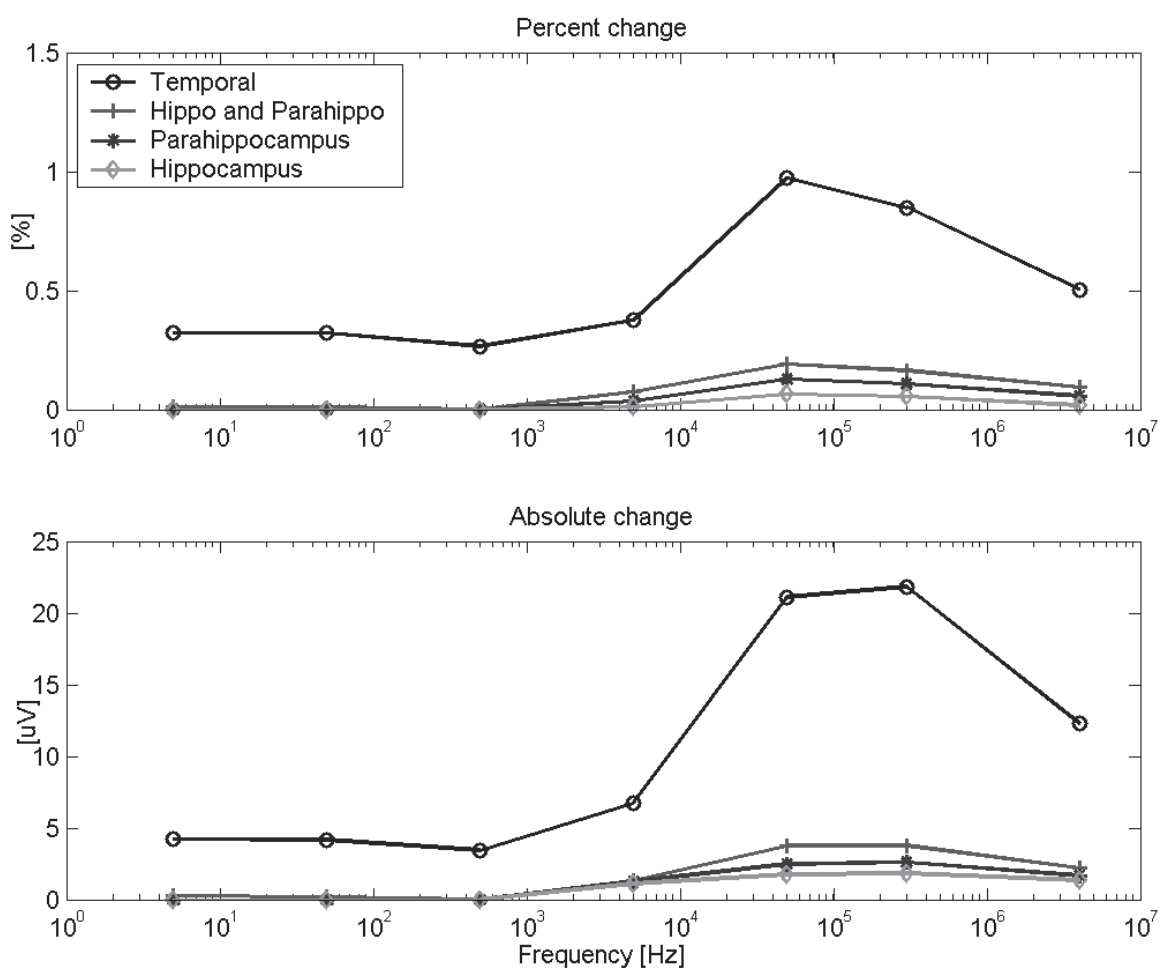 Percent change
1.5
1
0.5
0
[%]
Temporal
Hippo and Parahippo
Parahippocampus
Hippocampus
10^0 10^1 10^2 10^3 10^4 10^5 10^6 10^7
Absolute change
25
20
15
10
5
0
[uV]
10^0 10^1 10^2 10^3 10^4 10^5 10^6 10^7
Frequency [Hz]